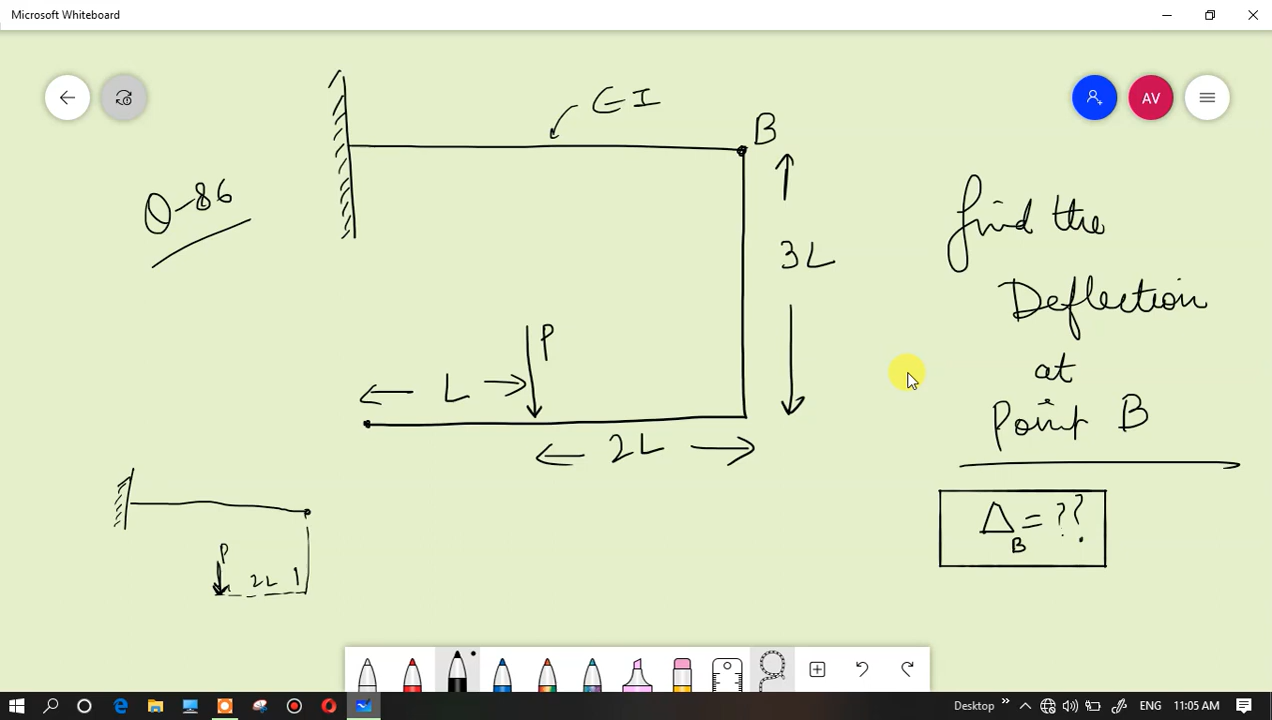 Microsoft Whiteboard
AV
EI
B
Q-86
3L
P
L
2L
find the
Deflection
at
Point B
Δ_B = ??
P
2L
Desktop
ENG
11:05 AM